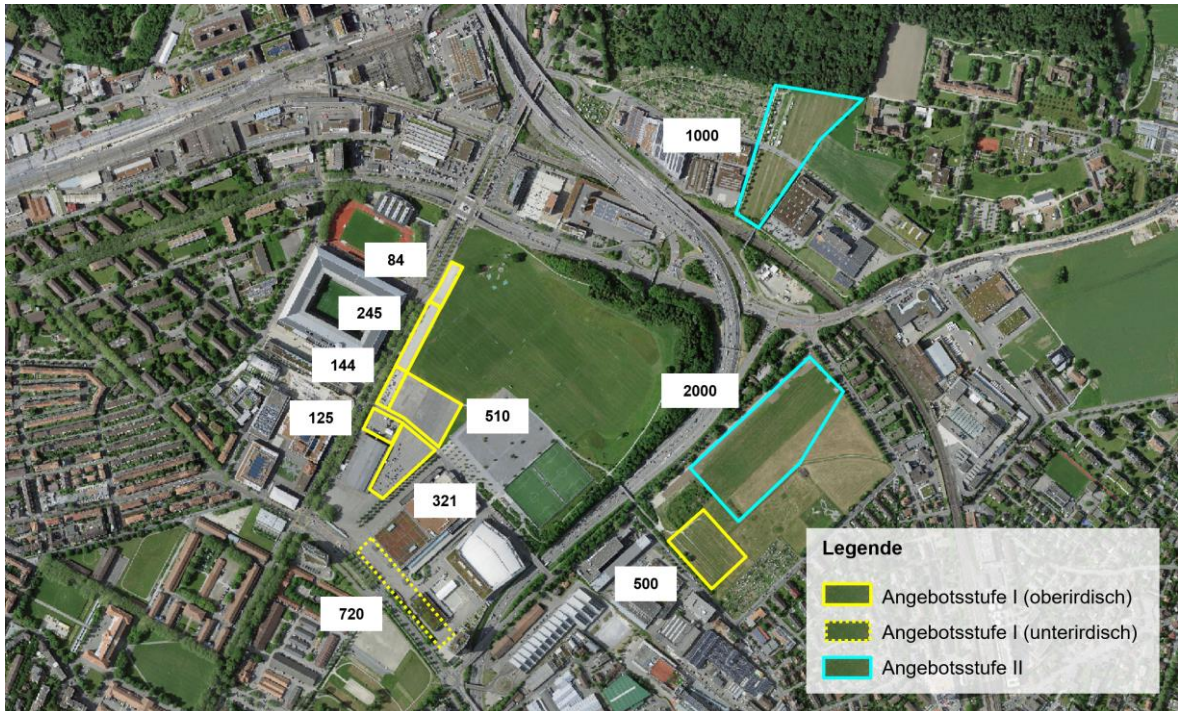 1000
84
245
144
2000
125
510
321
500
720
Legende
Angebotsstufe I (oberirdisch)
Angebotsstufe I (unterirdisch)
Angebotsstufe II